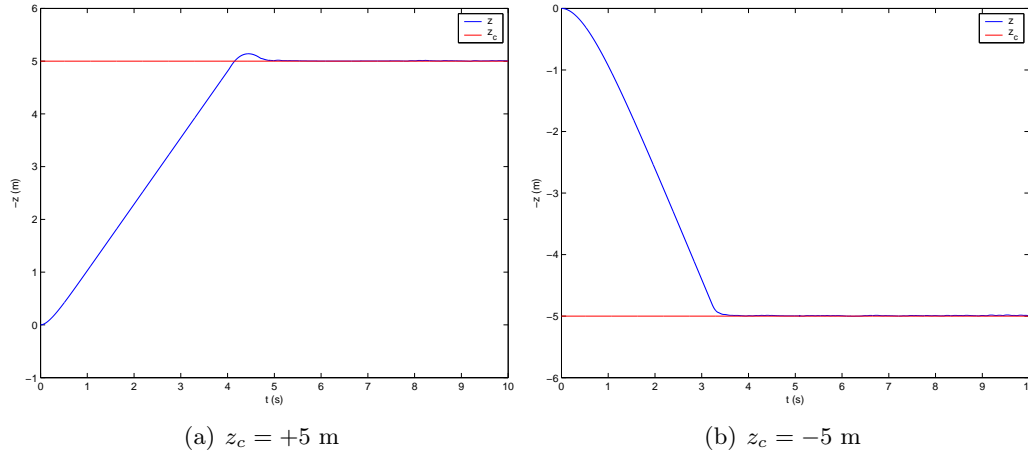 6
5
4
3
2
1
0
−1
−z (m)
0 1 2 3 4 5 6 7 8 9 10
t (s)
z
z_c
(a) z_c = +5 m
0
−1
−2
−3
−4
−5
−6
−z (m)
0 1 2 3 4 5 6 7 8 9 10
t (s)
z
z_c
(b) z_c = −5 m